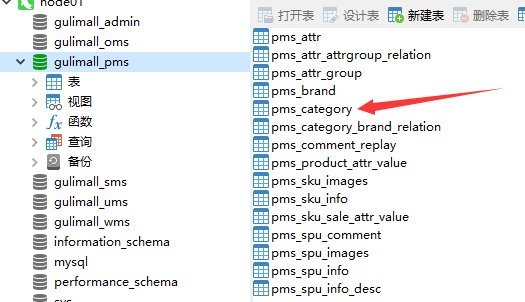 node01
gulimall_admin
gulimall_oms
gulimall_pms
表
视图
函数
查询
备份
gulimall_sms
gulimall_ums
gulimall_wms
information_schema
mysql
performance_schema
sys
打开表 设计表 新建表 删除表
pms_attr
pms_attr_attrgroup_relation
pms_attr_group
pms_brand
pms_category
pms_category_brand_relation
pms_comment_replay
pms_product_attr_value
pms_sku_images
pms_sku_info
pms_sku_sale_attr_value
pms_spu_comment
pms_spu_images
pms_spu_info
pms_spu_info_desc